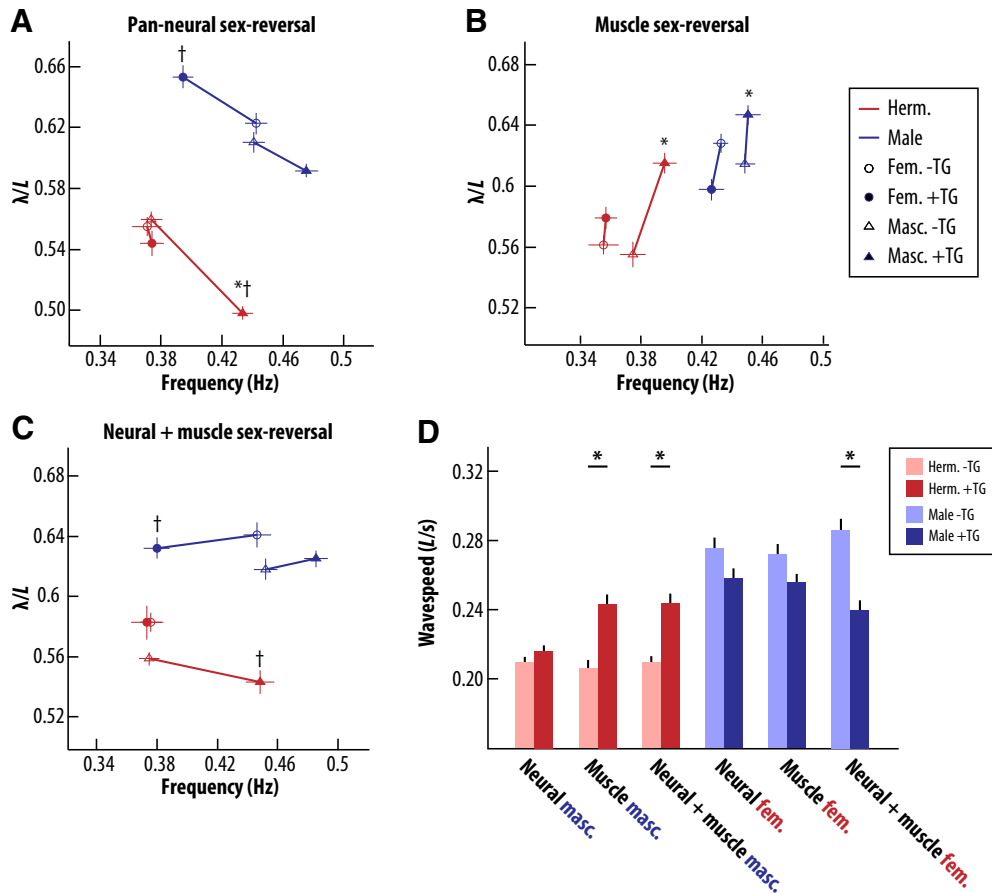 A
Pan-neural sex-reversal
†
*†
0.66
0.62
0.58
0.54
0.50
λ/L
0.34
0.38
0.42
0.46
0.5
Frequency (Hz)
B
Muscle sex-reversal
*
*
0.68
0.64
0.6
0.56
0.52
λ/L
0.34
0.38
0.42
0.46
0.5
Frequency (Hz)
Herm.
Male
Fem. -TG
Fem. +TG
Masc. -TG
Masc. +TG
C
Neural + muscle sex-reversal
†
†
0.68
0.64
0.6
0.56
0.52
λ/L
0.34
0.38
0.42
0.46
0.5
Frequency (Hz)
D
*
*
*
0.32
0.28
0.24
0.20
Wavespeed (L/s)
Herm. -TG
Herm. +TG
Male -TG
Male +TG
Neural masc.
Muscle masc.
Neural + muscle masc.
Neural fem.
Muscle fem.
Neural + muscle fem.